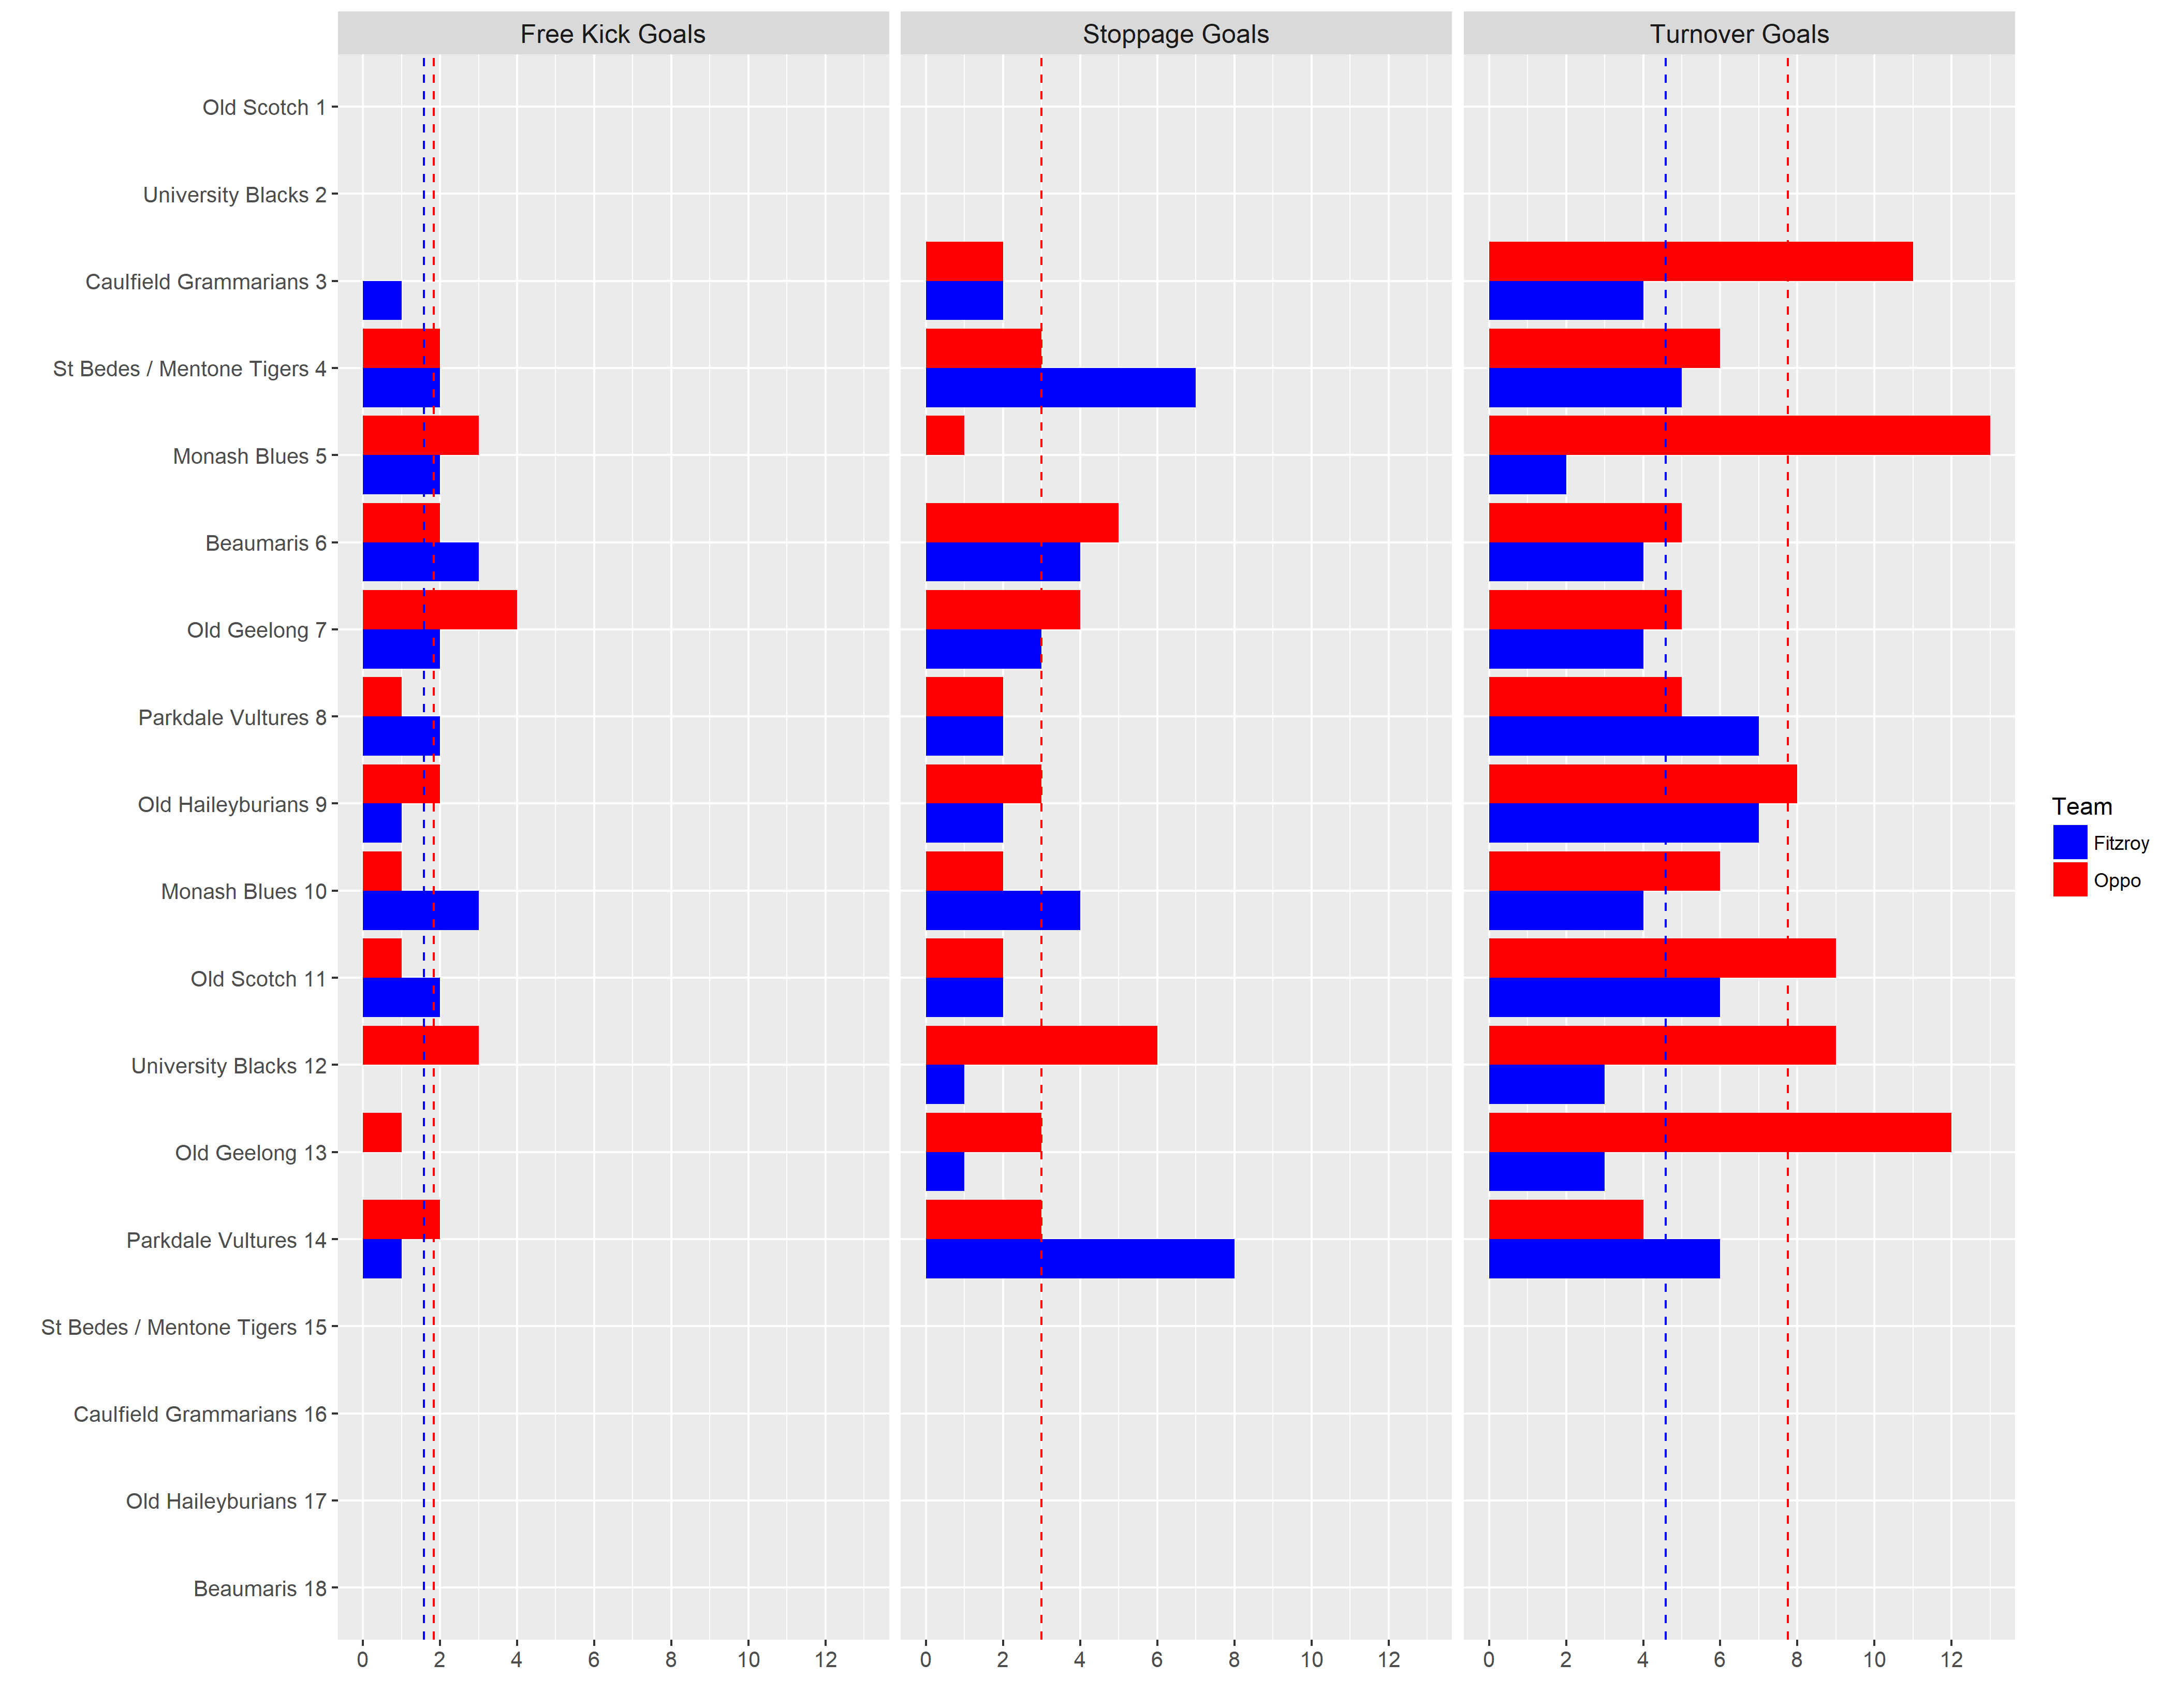 Free Kick Goals
Stoppage Goals
Turnover Goals
Old Scotch 1
University Blacks 2
Caulfield Grammarians 3
St Bedes / Mentone Tigers 4
Monash Blues 5
Beaumaris 6
Old Geelong 7
Parkdale Vultures 8
Old Haileyburians 9
Monash Blues 10
Old Scotch 11
University Blacks 12
Old Geelong 13
Parkdale Vultures 14
St Bedes / Mentone Tigers 15
Caulfield Grammarians 16
Old Haileyburians 17
Beaumaris 18
0 2 4 6 8 10 12
0 2 4 6 8 10 12
0 2 4 6 8 10 12
Team
Fitzroy
Oppo